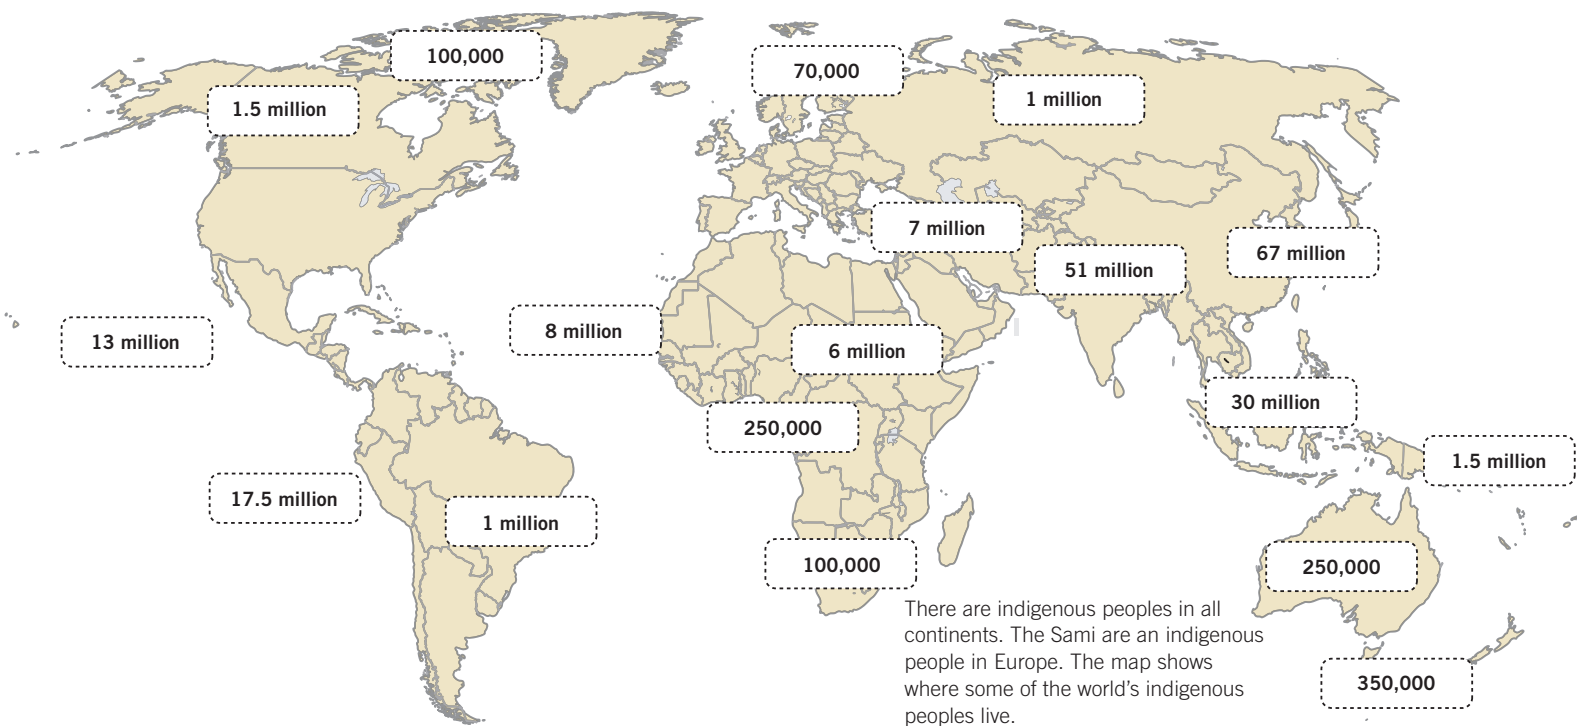 100,000
70,000
1.5 million
1 million
7 million
67 million
51 million
13 million
8 million
6 million
30 million
250,000
1.5 million
17.5 million
1 million
100,000
250,000
There are indigenous peoples in all
continents. The Sami are an indigenous
people in Europe. The map shows
where some of the world's indigenous
peoples live.
350,000